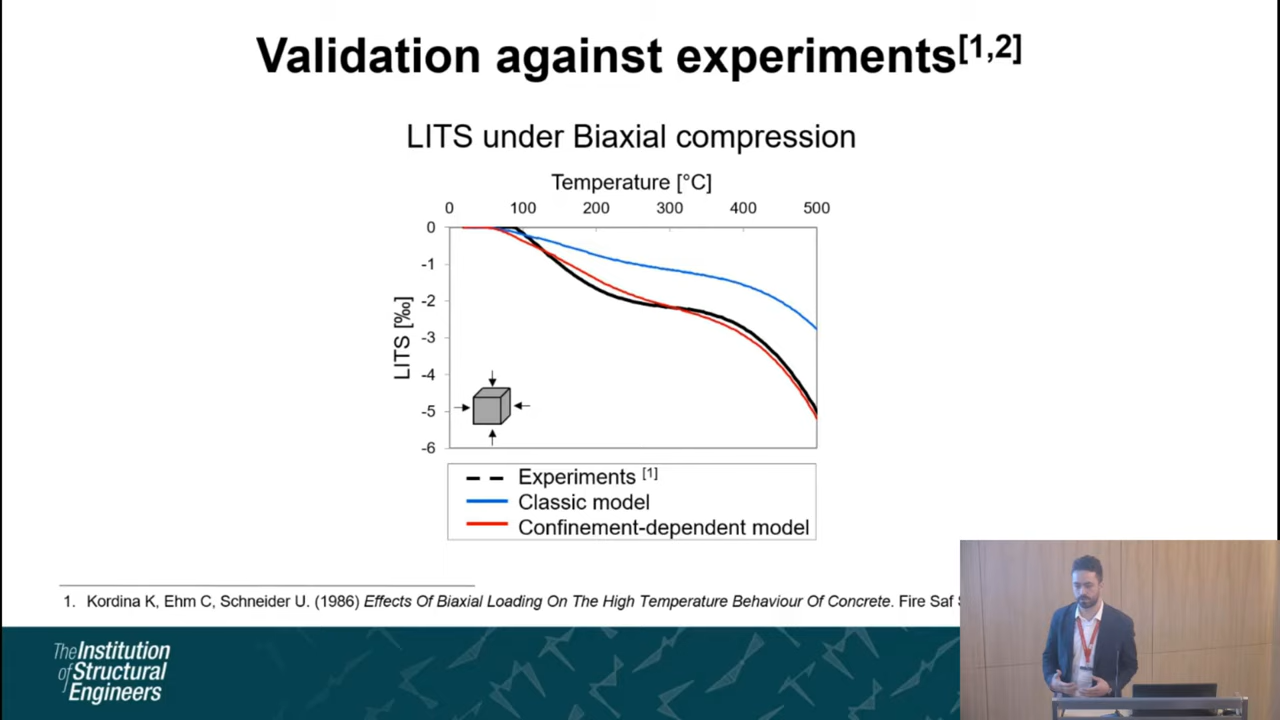 Validation against experiments[1,2]
LITS under Biaxial compression
Temperature [°C]
0 100 200 300 400 500
0
-1
-2
-3
-4
-5
-6
LITS [‰]
Experiments [1]
Classic model
Confinement-dependent model
1. Kordina K, Ehm C, Schneider U. (1986) Effects Of Biaxial Loading On The High Temperature Behaviour Of Concrete. Fire Saf
The Institution
of Structural
Engineers